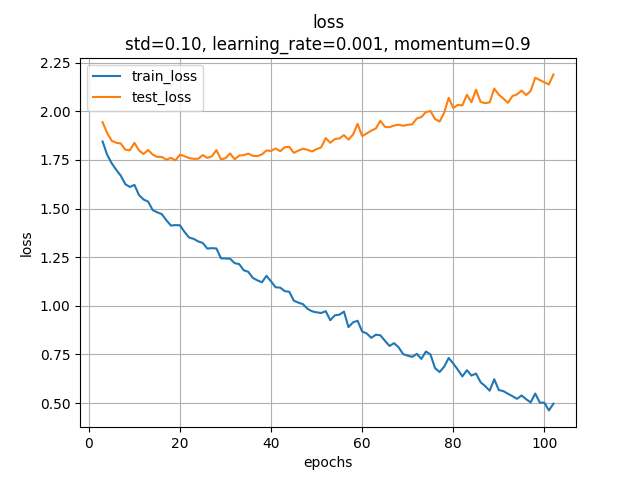 loss
std=0.10, learning_rate=0.001, momentum=0.9
train_loss
test_loss
2.25
2.00
1.75
1.50
1.25
1.00
0.75
0.50
loss
0 20 40 60 80 100
epochs